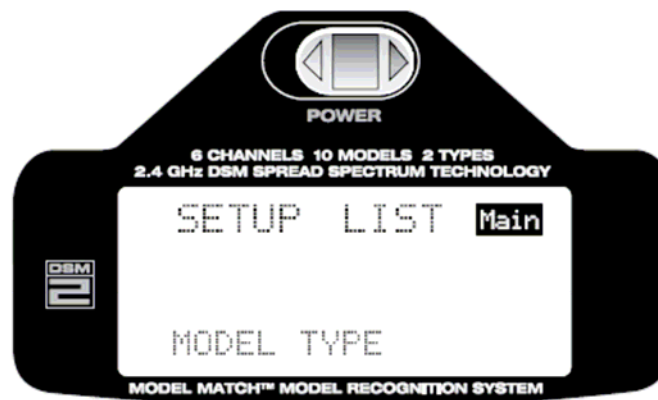 POWER
6 CHANNELS 10 MODELS 2 TYPES
2.4 GHz DSM SPREAD SPECTRUM TECHNOLOGY
SETUP LIST Main
DSM
2
MODEL TYPE
MODEL MATCH™ MODEL RECOGNITION SYSTEM